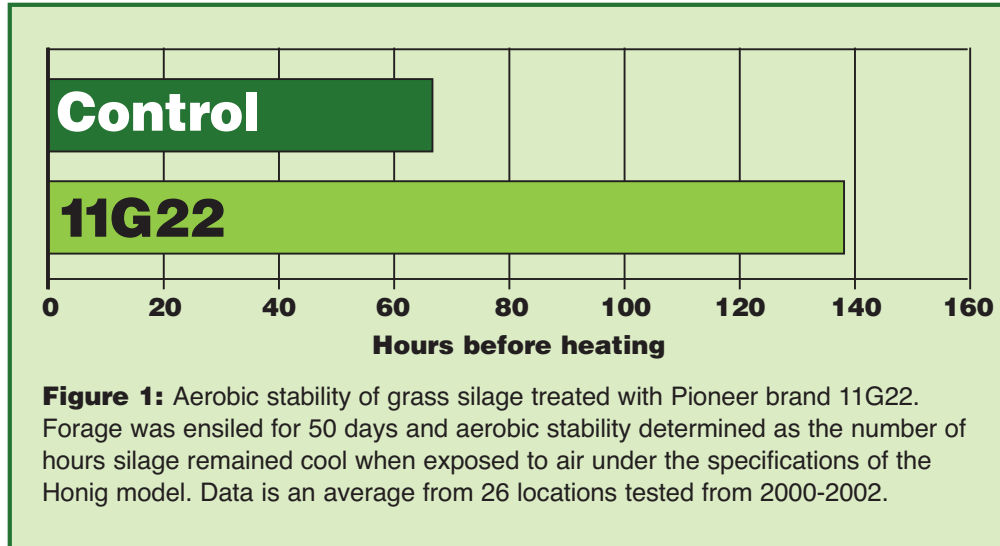 Control
11G22
0 20 40 60 80 100 120 140 160
Hours before heating
Figure 1: Aerobic stability of grass silage treated with Pioneer brand 11G22.
Forage was ensiled for 50 days and aerobic stability determined as the number of
hours silage remained cool when exposed to air under the specifications of the
Honig model. Data is an average from 26 locations tested from 2000-2002.